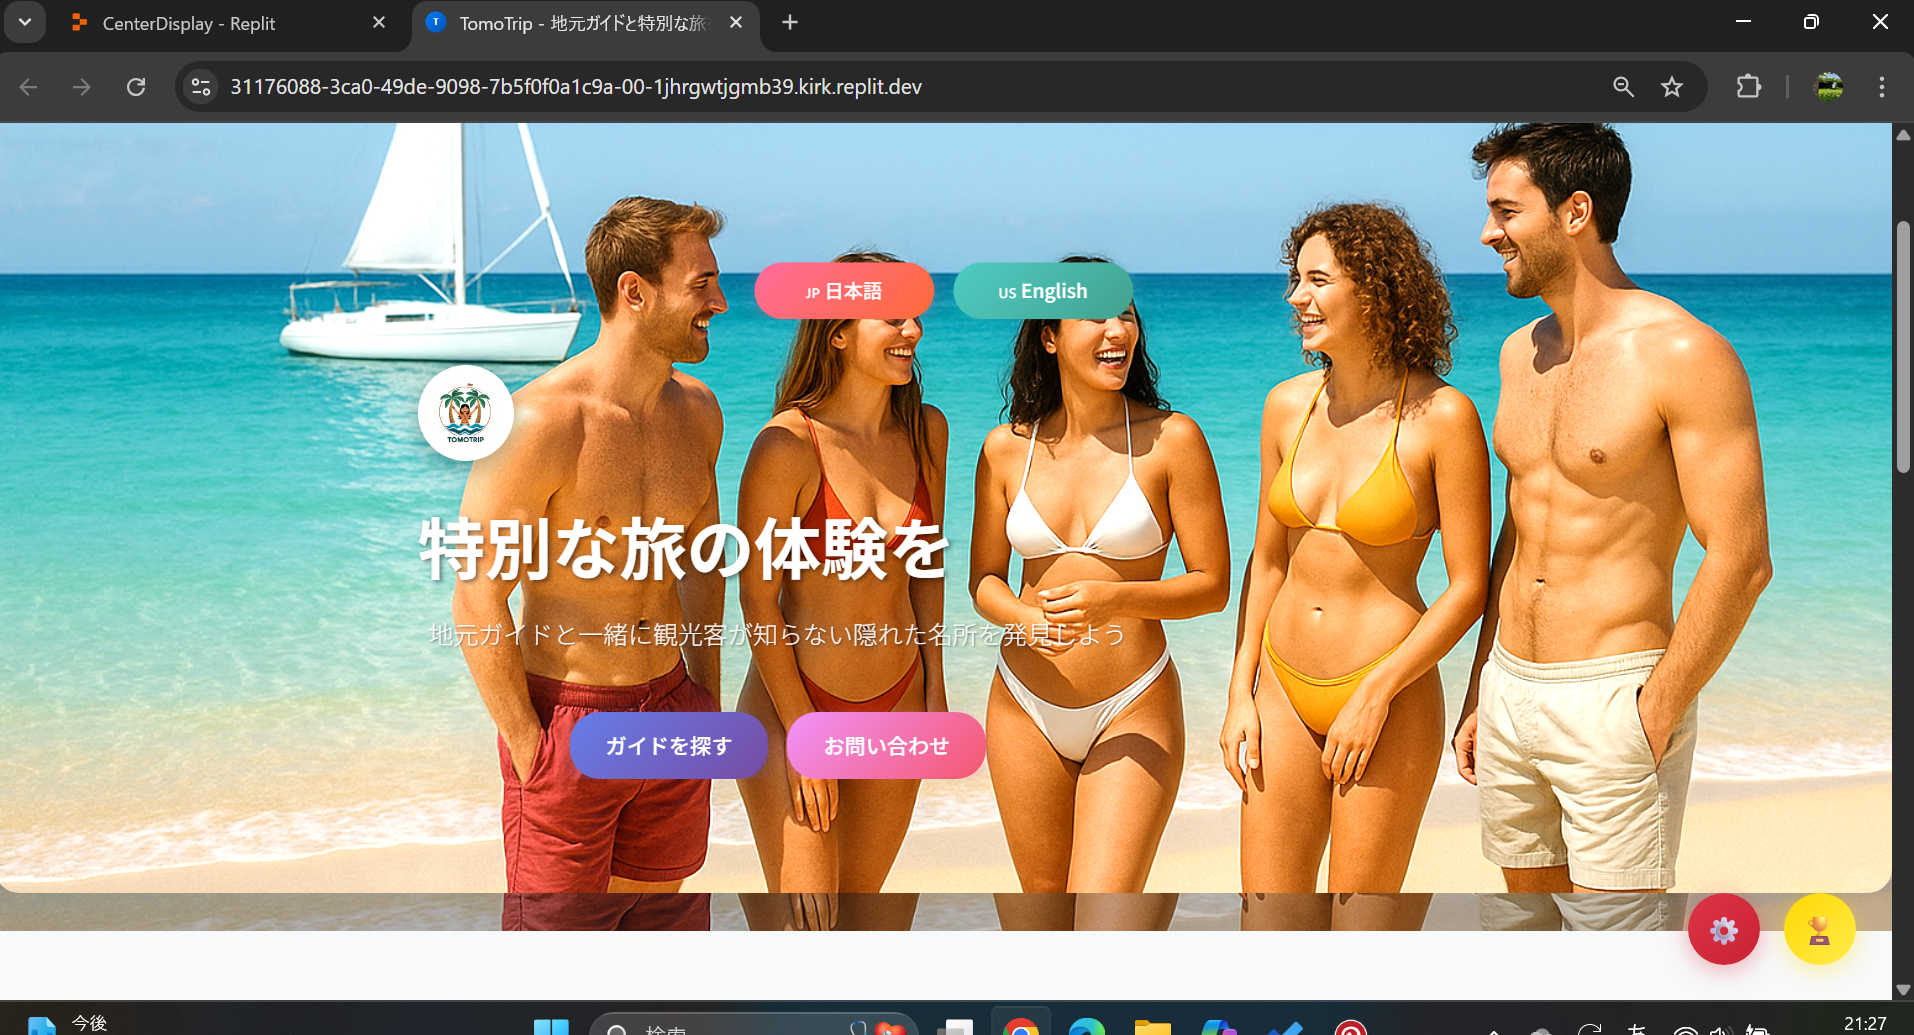 CenterDisplay - Replit
TomoTrip - 地元ガイドと特別な旅
31176088-3ca0-49de-9098-7b5f0f0a1c9a-00-1jhrgwtjgmb39.kirk.replit.dev
JP 日本語
US English
TOMOTRIP
特別な旅の体験を
地元ガイドと一緒に観光客が知らない隠れた名所を発見しよう
ガイドを探す
お問い合わせ
今後
検索
あ
21:27